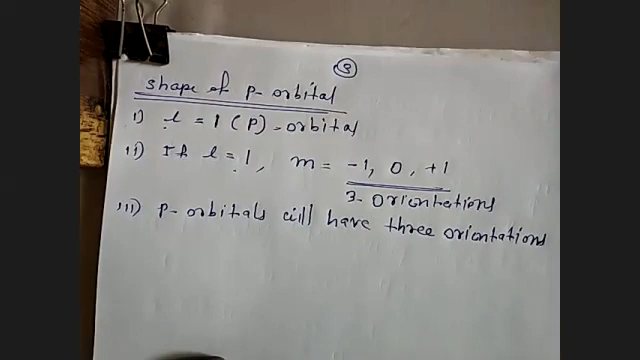 3
shape of p-orbital
i) l = 1 (p)-orbital
ii) If l = 1, m = -1, 0, +1
3-Orientations
iii) p-orbitals will have three orientations